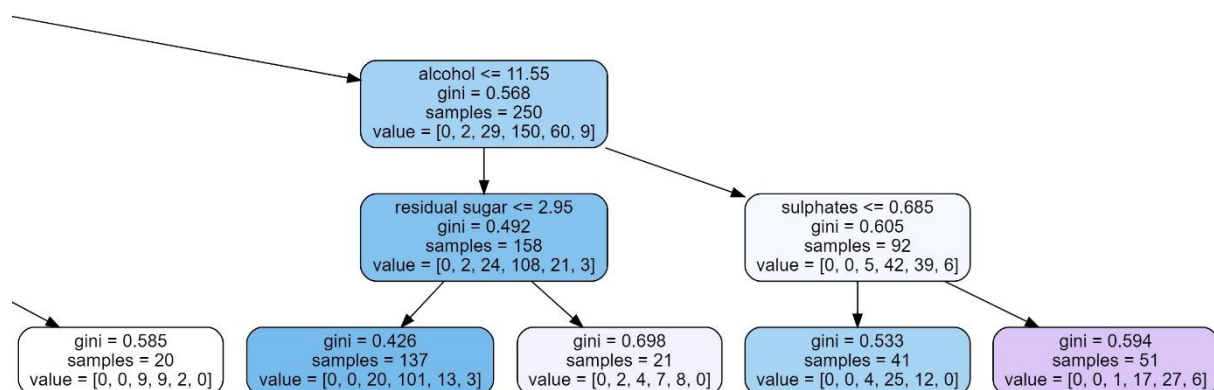 alcohol <= 11.55
gini = 0.568
samples = 250
value = [0, 2, 29, 150, 60, 9]
residual sugar <= 2.95
gini = 0.492
samples = 158
value = [0, 2, 24, 108, 21, 3]
sulphates <= 0.685
gini = 0.605
samples = 92
value = [0, 0, 5, 42, 39, 6]
gini = 0.585
samples = 20
value = [0, 0, 9, 9, 2, 0]
gini = 0.426
samples = 137
value = [0, 0, 20, 101, 13, 3]
gini = 0.698
samples = 21
value = [0, 2, 4, 7, 8, 0]
gini = 0.533
samples = 41
value = [0, 0, 4, 25, 12, 0]
gini = 0.594
samples = 51
value = [0, 0, 1, 17, 27, 6]